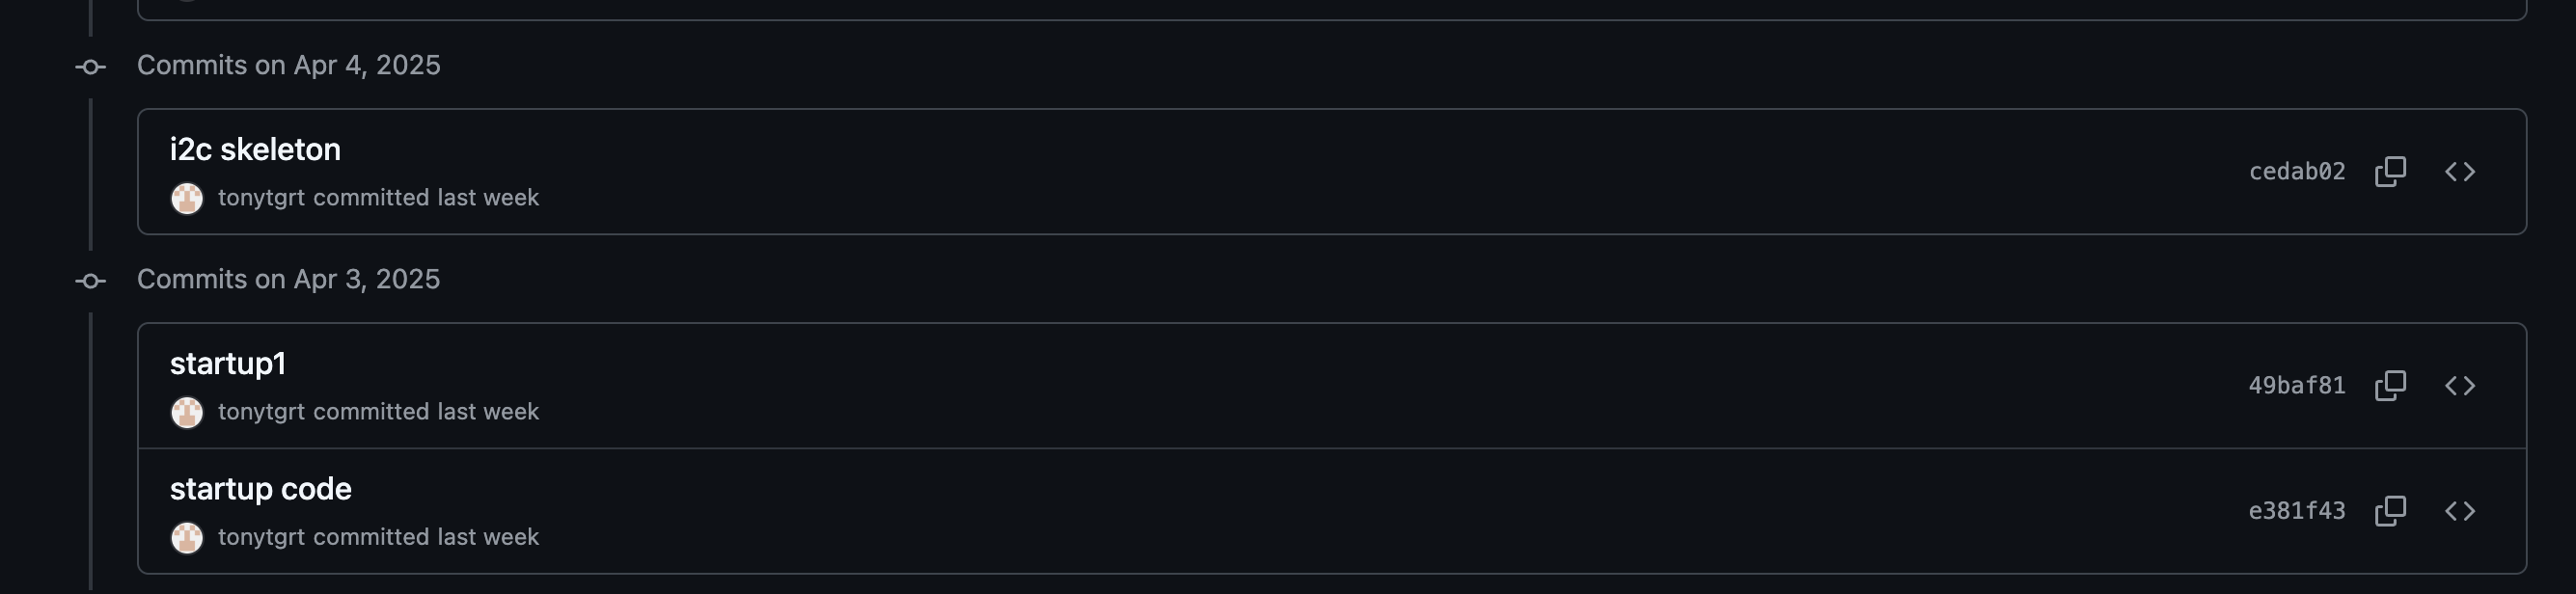 Commits on Apr 4, 2025
i2c skeleton
tonytgrt committed last week
cedab02
Commits on Apr 3, 2025
startup1
tonytgrt committed last week
49baf81
startup code
tonytgrt committed last week
e381f43